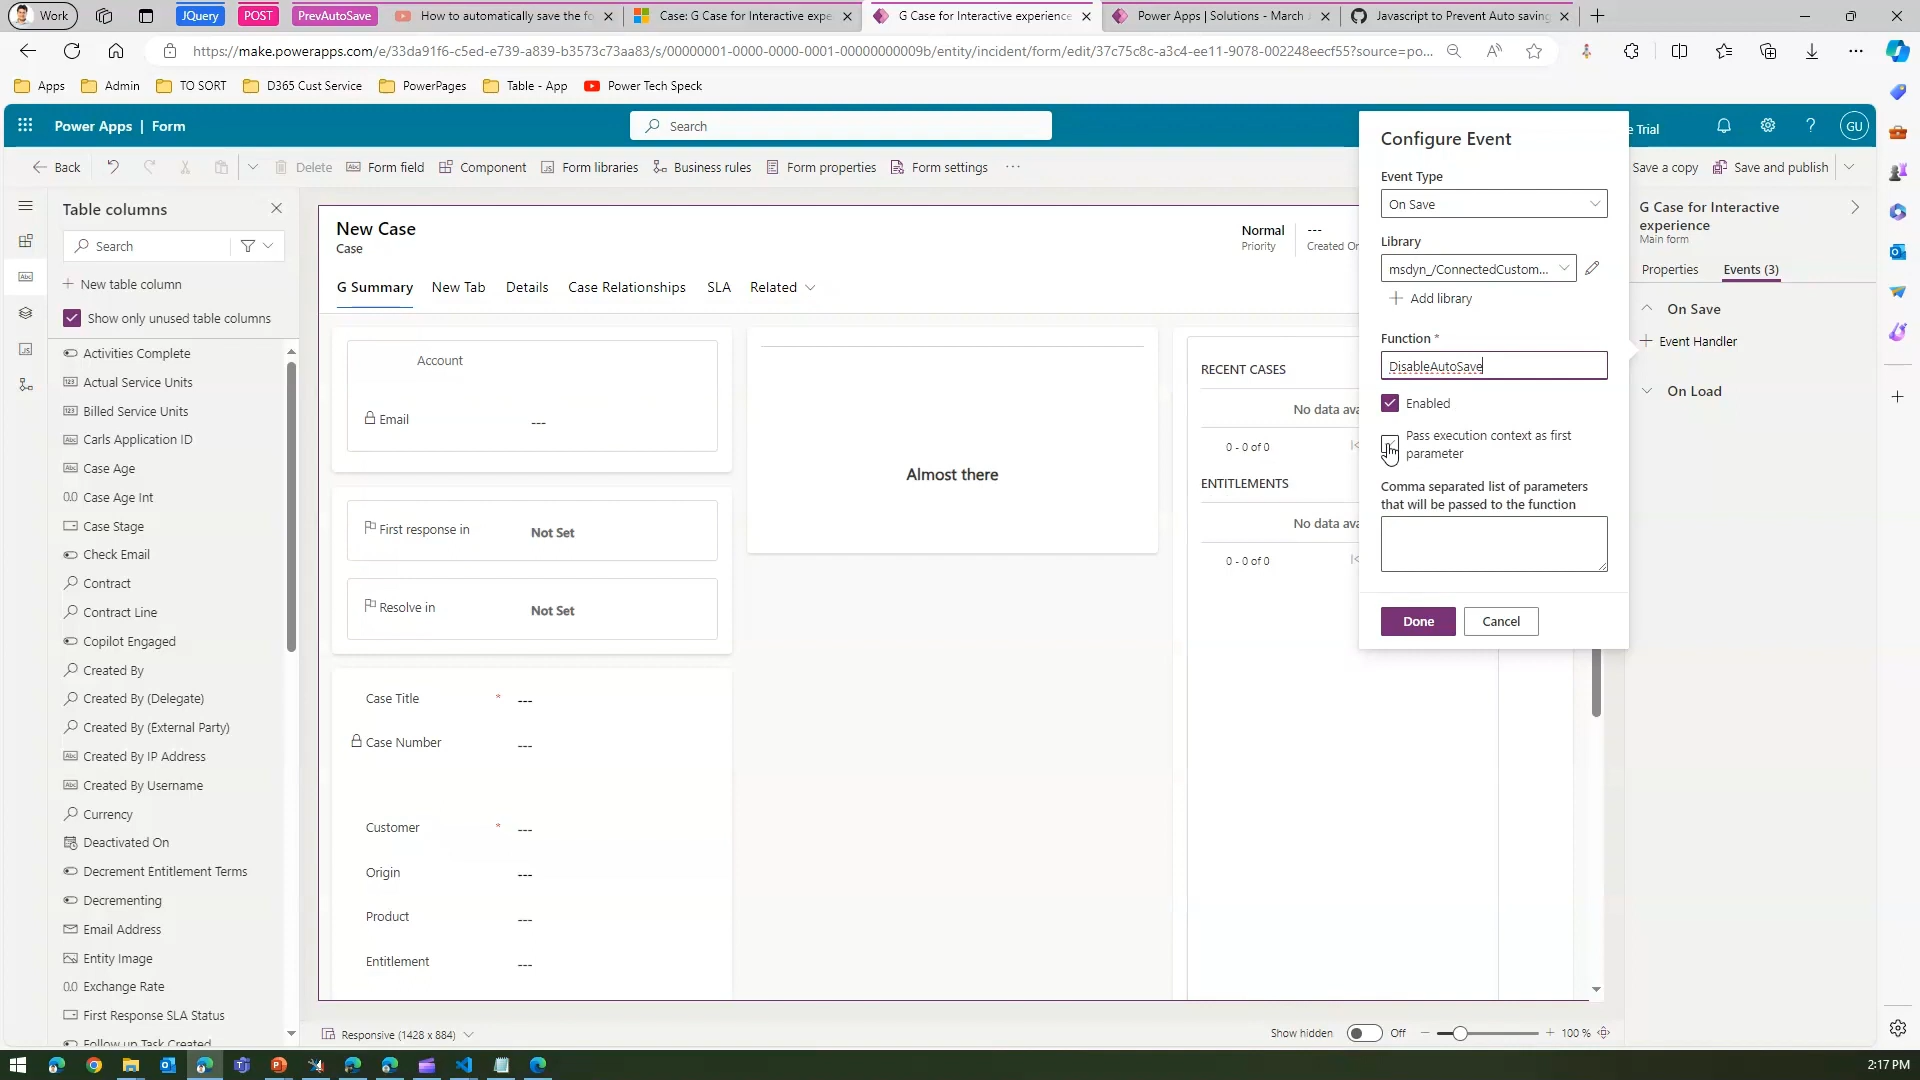 Work
JQuery
POST
PrevAutoSave
How to automatically save the fo
Case: G Case for Interactive expe
G Case for Interactive experience
Power Apps | Solutions - March
Javascript to Prevent Auto saving
https://make.powerapps.com/e/33da91f6-c5ed-e739-a839-b3573c73aa83/s/00000001-0000-0000-0001-00000000009b/entity/incident/form/edit/37c75c8c-a3c4-ee11-9078-002248eecf55?source=po...
Apps
Admin
TO SORT
D365 Cust Service
PowerPages
Table - App
Power Tech Speck
Power Apps | Form
Search
e Trial
GU
Back
Delete
Form field
Component
Form libraries
Business rules
Form properties
Form settings
Save a copy
Save and publish
Table columns
Search
New table column
Show only unused table columns
Activities Complete
Actual Service Units
Billed Service Units
Carls Application ID
Case Age
Case Age Int
Case Stage
Check Email
Contract
Contract Line
Copilot Engaged
Created By
Created By (Delegate)
Created By (External Party)
Created By IP Address
Created By Username
Currency
Deactivated On
Decrement Entitlement Terms
Decrementing
Email Address
Entity Image
Exchange Rate
First Response SLA Status
Follow up Task Created
New Case
Case
Normal
Priority
---
Created On
G Summary
New Tab
Details
Case Relationships
SLA
Related
Account
Email
---
First response in
Not Set
Resolve in
Not Set
Case Title
*
---
Case Number
---
Customer
*
---
Origin
---
Product
---
Entitlement
---
Almost there
RECENT CASES
No data ava
0 - 0 of 0
ENTITLEMENTS
No data ava
0 - 0 of 0
Configure Event
Event Type
On Save
Library
msdyn_/ConnectedCustom...
Add library
Function *
DisableAutoSave
Enabled
Pass execution context as first
parameter
Comma separated list of parameters
that will be passed to the function
Done
Cancel
G Case for Interactive
experience
Main form
Properties
Events (3)
On Save
Event Handler
On Load
Responsive (1428 x 884)
Show hidden
Off
100 %
2:17 PM